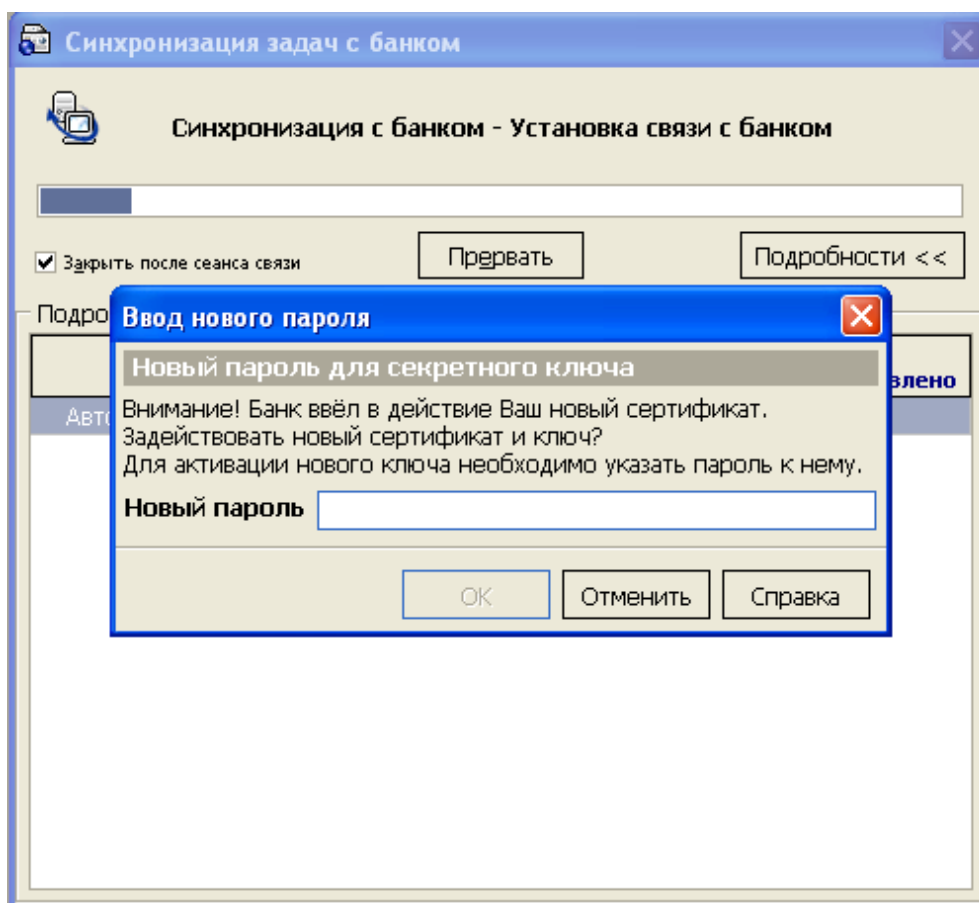 Синхронизация задач с банком
Синхронизация с банком - Установка связи с банком
Закрыть после сеанса связи
Прервать
Подробности <<
Подро
Ввод нового пароля
Новый пароль для секретного ключа
влено
Авто
Внимание! Банк ввёл в действие Ваш новый сертификат.
Задействовать новый сертификат и ключ?
Для активации нового ключа необходимо указать пароль к нему.
Новый пароль
ОК
Отменить
Справка